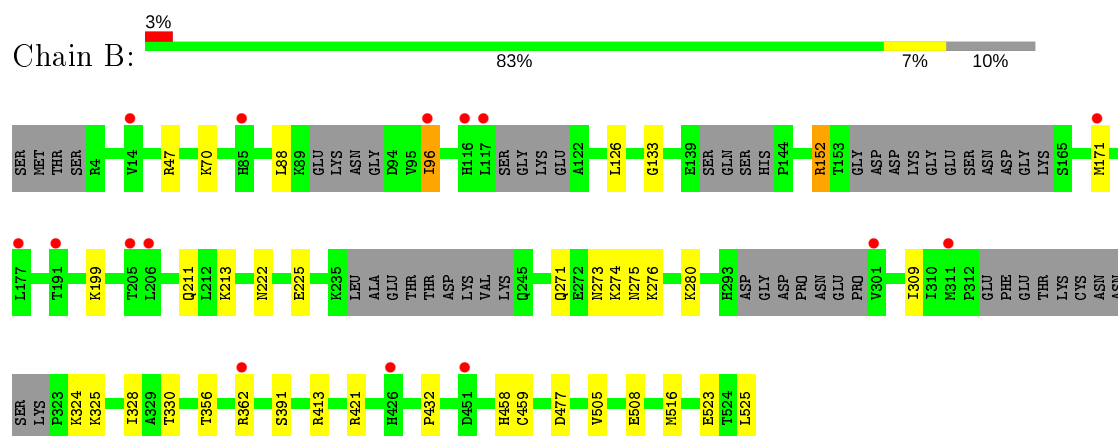 3%
Chain B:
83% 7% 10%
SER MET THR SER R4 V14 R47 K70 H85 L88 K89 GLU LYS ASN GLY D94 V95 I96 H116 L117 SER GLY LYS GLU A122 L126 G133 E139 SER GLN SER HIS P144 R152 T153 GLY ASP ASP LYS GLY GLU SER ASN ASP GLY LYS S165 M171
L177 T191 K199 T205 L206 Q211 L212 K213 N222 E225 K235 LEU ALA GLU THR THR ASP LYS VAL LYS Q245 Q271 E272 N273 K274 N275 K276 K280 H293 ASP GLY ASP PRO ASN GLU PRO V301 I309 I310 M311 P312 GLU PHE GLU THR LYS CYS ASN ASN
SER LYS P323 K324 K325 I328 A329 T330 T356 R362 S391 R413 R421 H426 P432 D451 H458 C459 D477 V505 E508 M516 E523 T524 L525